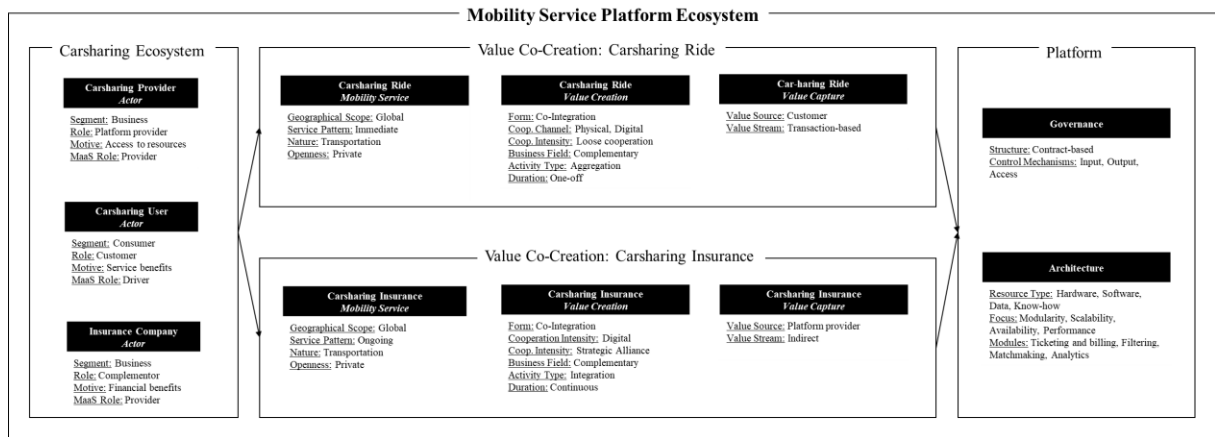 Mobility Service Platform Ecosystem
Carsharing Ecosystem
Carsharing Provider
Actor
Segment: Business
Role: Platform provider
Motive: Access to resources
MaaS Role: Provider
Carsharing User
Actor
Segment: Consumer
Role: Customer
Motive: Service benefits
MaaS Role: Driver
Insurance Company
Actor
Segment: Business
Role: Complementor
Motive: Financial benefits
MaaS Role: Provider
Value Co-Creation: Carsharing Ride
Carsharing Ride
Mobility Service
Geographical Scope: Global
Service Pattern: Immediate
Nature: Transportation
Openness: Private
Carsharing Ride
Value Creation
Form: Co-Integration
Coop. Channel: Physical, Digital
Coop. Intensity: Loose cooperation
Business Field: Complementary
Activity Type: Aggregation
Duration: One-off
Car-haring Ride
Value Capture
Value Source: Customer
Value Stream: Transaction-based
Value Co-Creation: Carsharing Insurance
Carsharing Insurance
Mobility Service
Geographical Scope: Global
Service Pattern: Ongoing
Nature: Transportation
Openness: Private
Carsharing Insurance
Value Creation
Form: Co-Integration
Cooperation Intensity: Digital
Coop. Intensity: Strategic Alliance
Business Field: Complementary
Activity Type: Integration
Duration: Continuous
Carsharing Insurance
Value Capture
Value Source: Platform provider
Value Stream: Indirect
Platform
Governance
Structure: Contract-based
Control Mechanisms: Input, Output,
Access
Architecture
Resource Type: Hardware, Software,
Data, Know-how
Focus: Modularity, Scalability,
Availability, Performance
Modules: Ticketing and billing, Filtering,
Matchmaking, Analytics